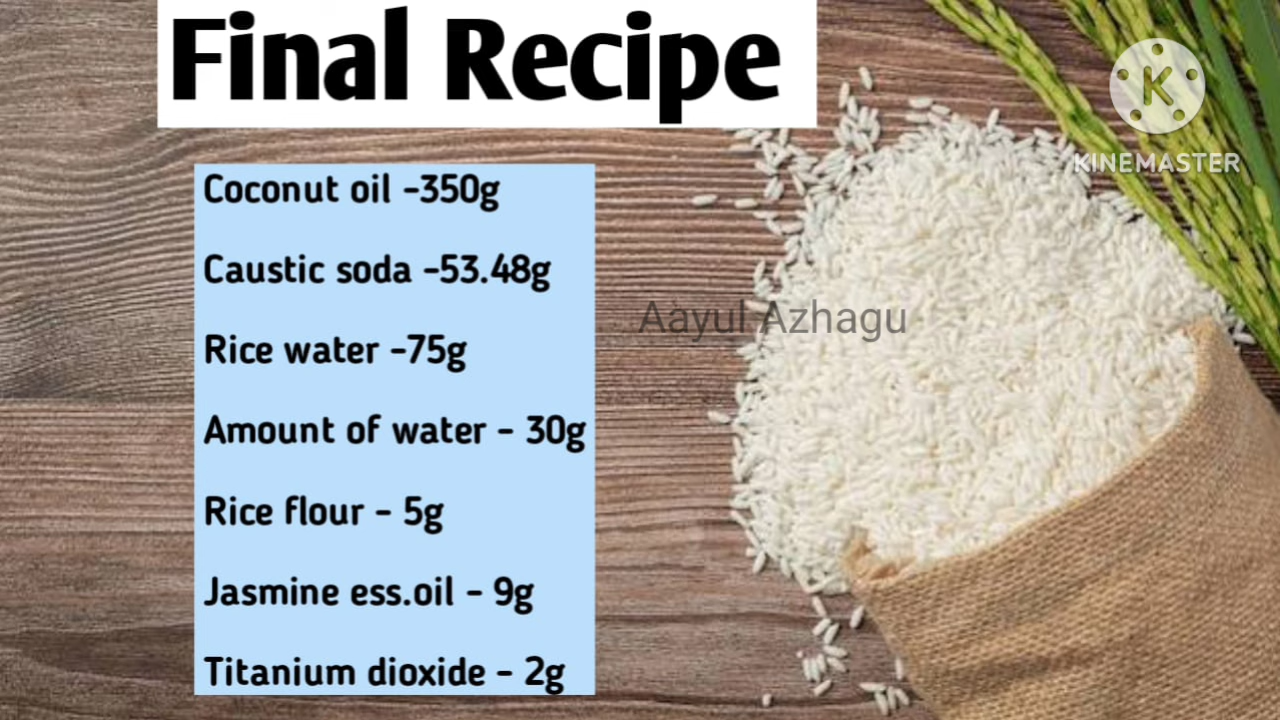 Final Recipe
K
KINEMASTER
Coconut oil -350g
Caustic soda -53.48g
Aayul Azhagu
Rice water -75g
Amount of water - 30g
Rice flour - 5g
Jasmine ess.oil - 9g
Titanium dioxide - 2g